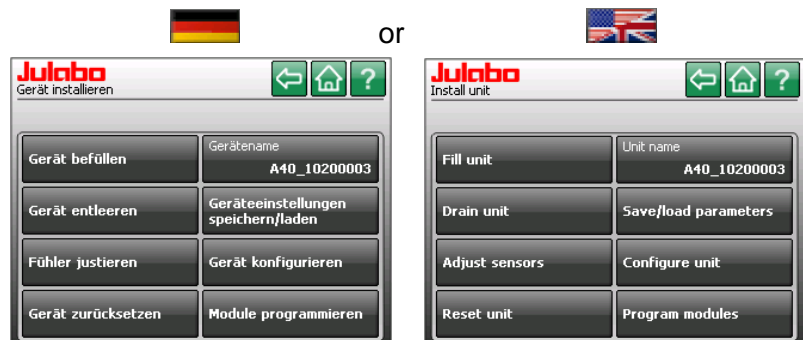 or
Julabo
Gerät installieren
?
Gerät befüllen
Gerätename
A40_10200003
Gerät entleeren
Geräteeinstellungen
speichern/laden
Fühler justieren
Gerät konfigurieren
Gerät zurücksetzen
Module programmieren
Julabo
Install unit
?
Fill unit
Unit name
A40_10200003
Drain unit
Save/load parameters
Adjust sensors
Configure unit
Reset unit
Program modules